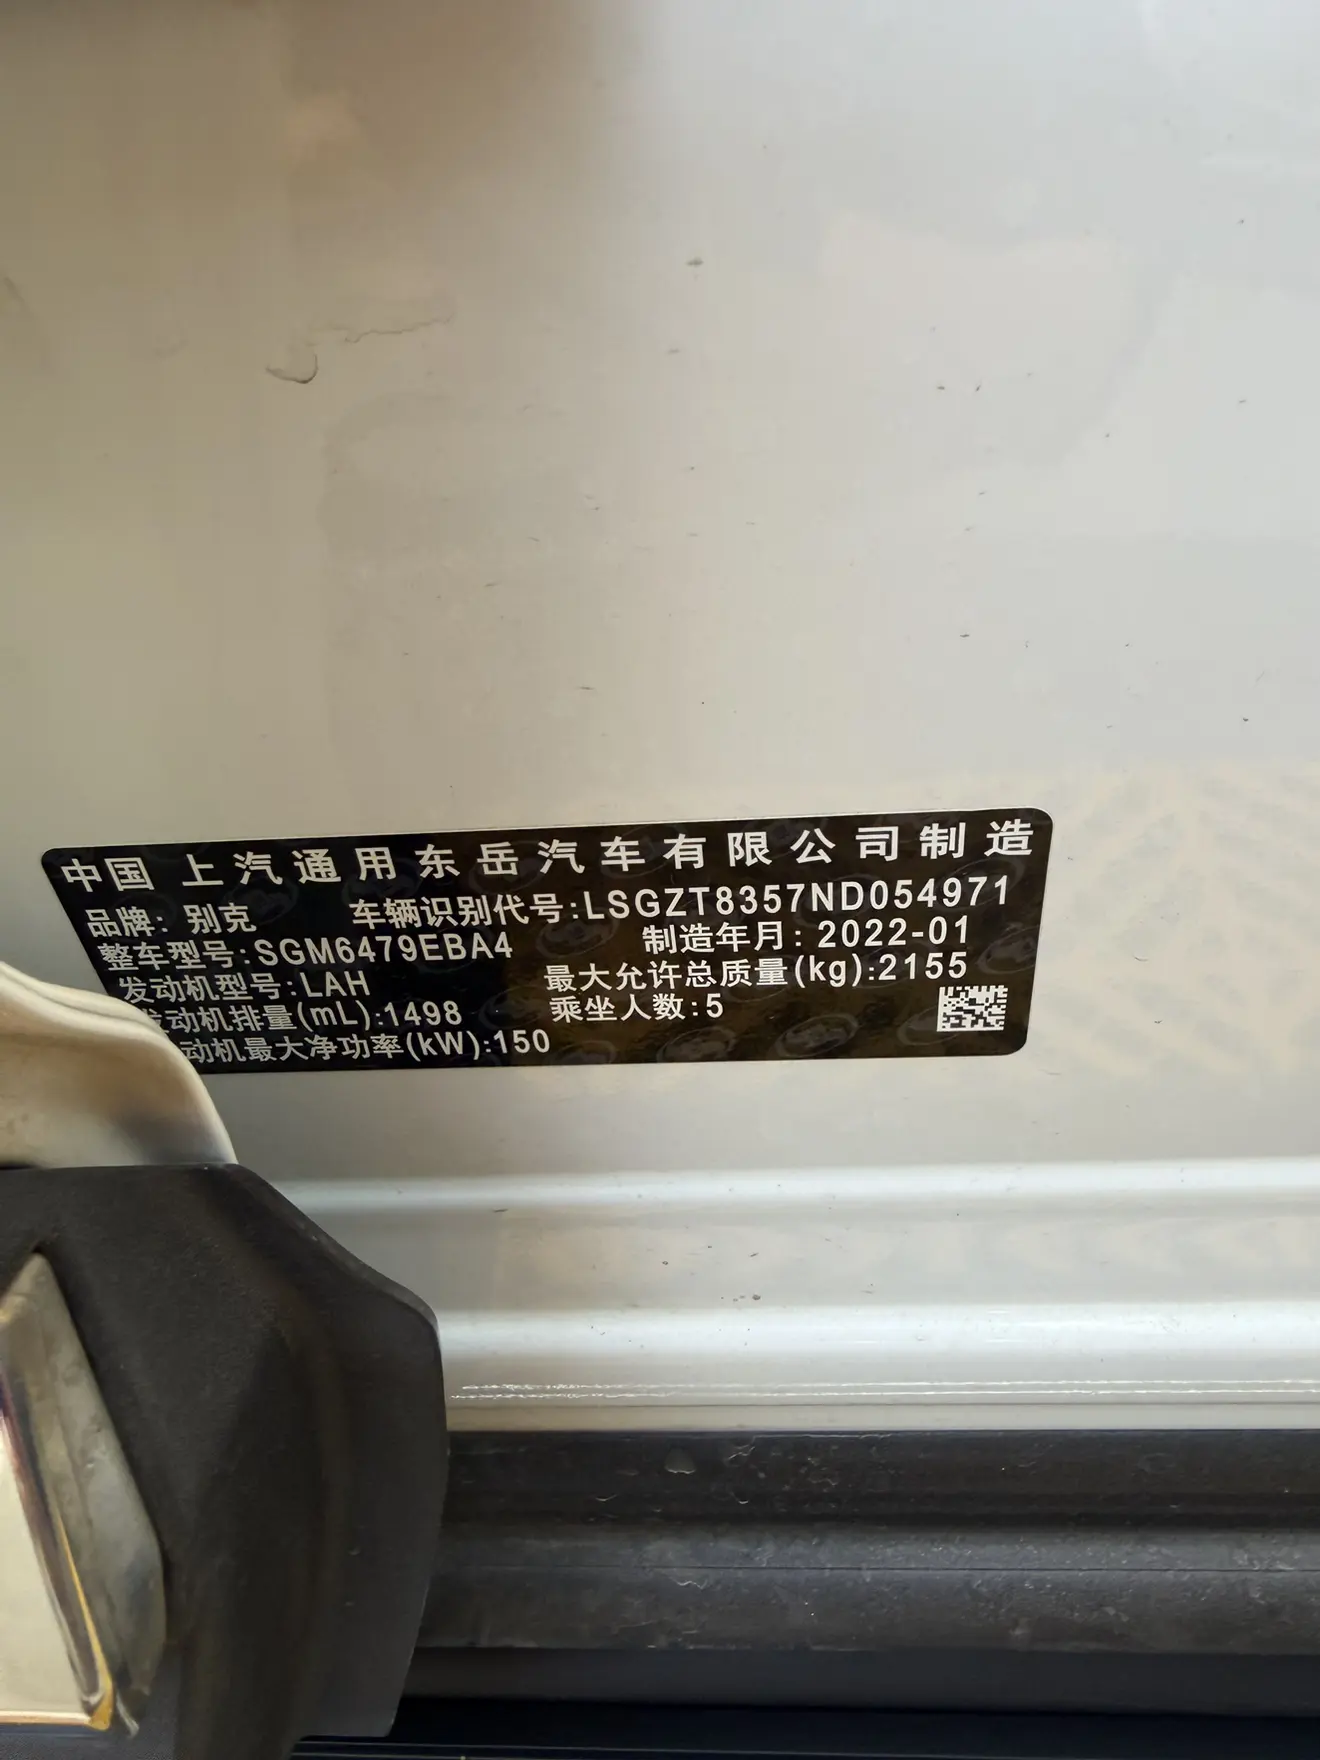 中国 上汽通用东岳汽车有限公司制造
品牌: 别克 车辆识别代号:LSGZT8357ND054971
整车型号:SGM6479EBA4 制造年月: 2022-01
发动机型号:LAH 最大允许总质量(kg):2155
发动机排量(mL):1498 乘坐人数:5
动机最大净功率(kW):150